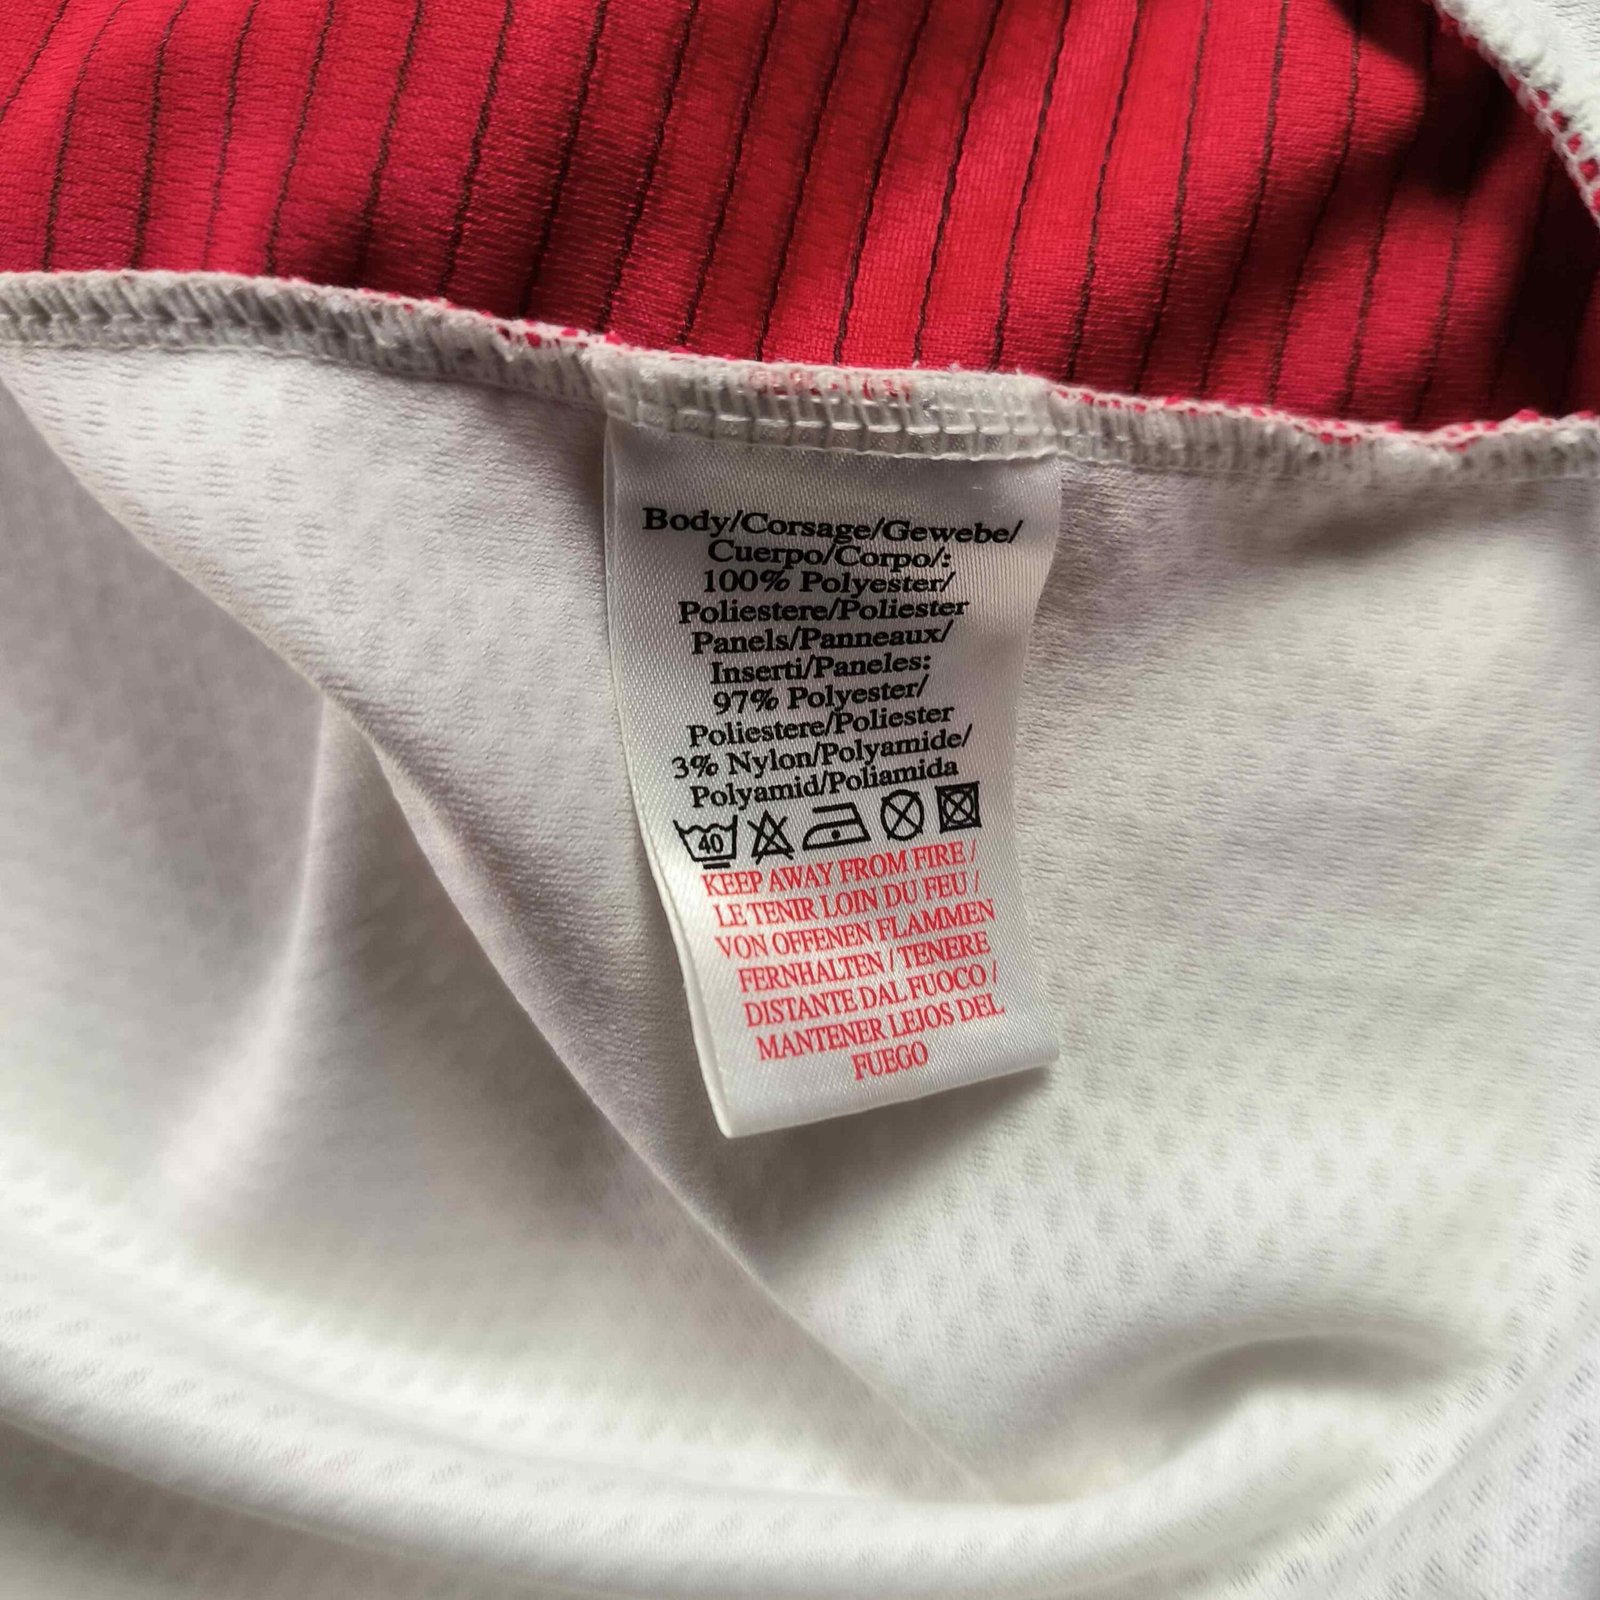 Body/Corsage/Gewebe/
Cuerpo/Corpo/:
100% Polyester/
Poliestere/Poliester
Panels/Panneaux/
Inserti/Paneles:
97% Polyester/
Poliestere/Poliester
3% Nylon/Polyamide/
Polyamid/Poliamida
40
KEEP AWAY FROM FIRE /
LE TENIR LOIN DU FEU /
VON OFFENEN FLAMMEN
FERNHALTEN / TENERE
DISTANTE DAL FUOCO /
MANTENER LEJOS DEL
FUEGO